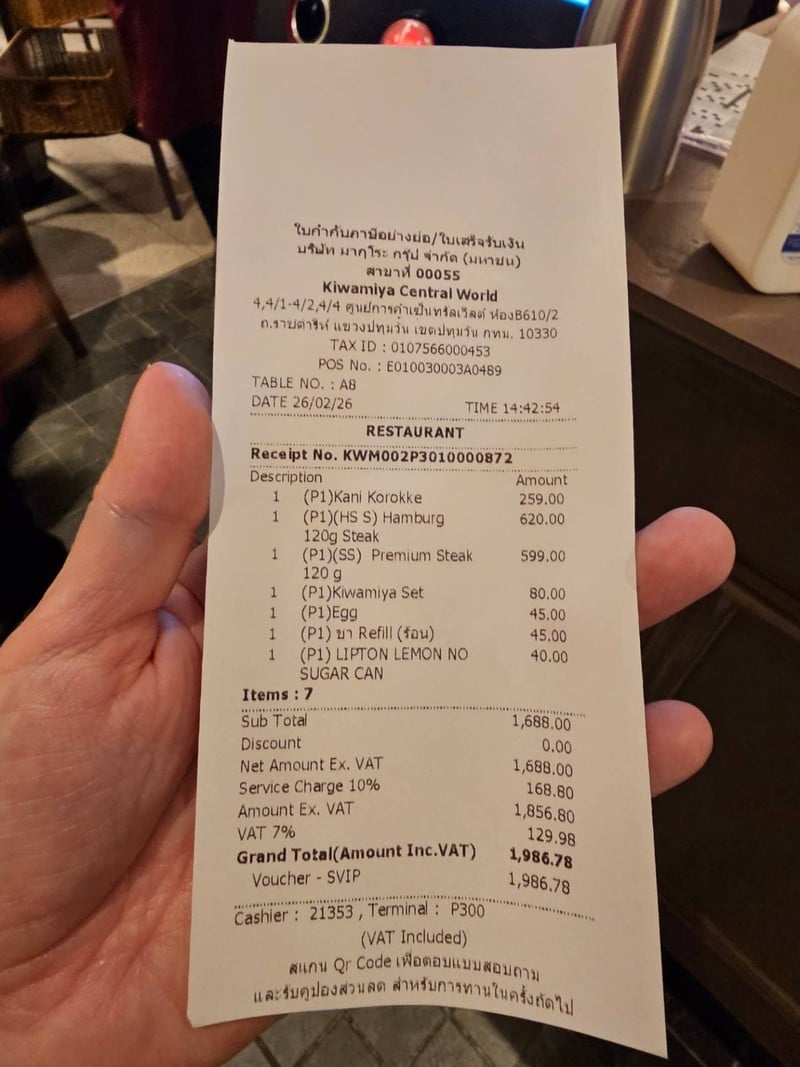 ใบกำกับภาษีอย่างย่อ/ใบเสร็จรับเงิน
บริษัท มากุโระ กรุ๊ป จำกัด (มหาชน)
สาขาที่ 00055
Kiwamiya Central World
4,4/1-4/2,4/4 ศูนย์การค้าเซ็นทรัลเวิลด์ ห้องB610/2
ถ.ราชดำริห์ แขวงปทุมวัน เขตปทุมวัน กทม. 10330
TAX ID : 0107566000453
POS No. : E010030003A0489
TABLE NO. : A8
DATE 26/02/26 TIME 14:42:54
RESTAURANT
Receipt No. KWM002P3010000872
Description Amount
1 (P1)Kani Korokke 259.00
1 (P1)(HS S) Hamburg 620.00
120g Steak
1 (P1)(SS) Premium Steak 599.00
120 g
1 (P1)Kiwamiya Set 80.00
1 (P1)Egg 45.00
1 (P1) ชา Refill (ร้อน) 45.00
1 (P1) LIPTON LEMON NO 40.00
SUGAR CAN
Items : 7
Sub Total 1,688.00
Discount 0.00
Net Amount Ex. VAT 1,688.00
Service Charge 10% 168.80
Amount Ex. VAT 1,856.80
VAT 7% 129.98
Grand Total(Amount Inc.VAT) 1,986.78
Voucher - SVIP 1,986.78
Cashier : 21353 , Terminal : P300
(VAT Included)
สแกน Qr Code เพื่อตอบแบบสอบถาม
และรับคูปองส่วนลด สำหรับการทานในครั้งถัดไป